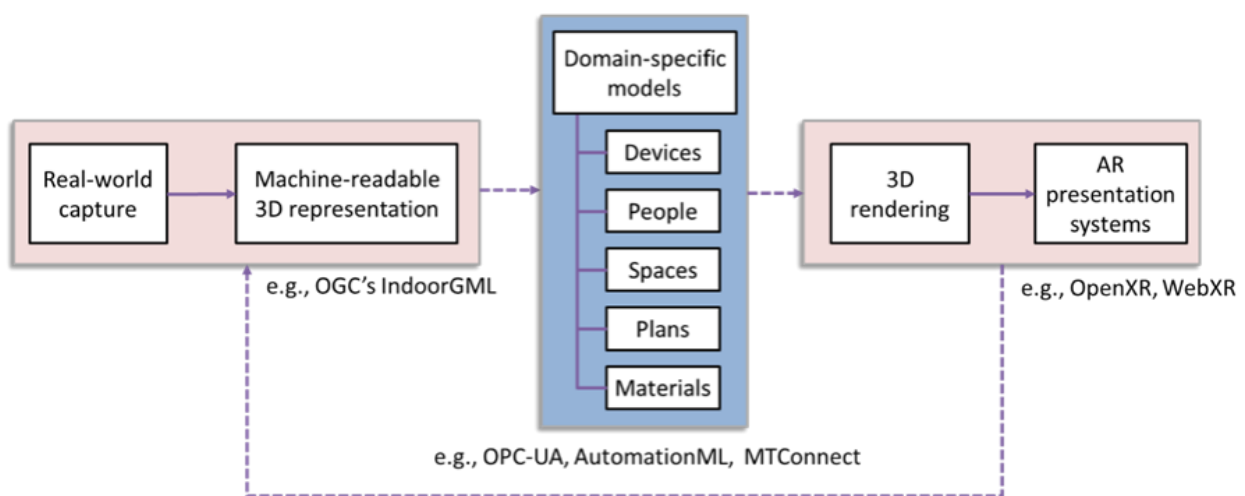 Real-world
capture
Machine-readable
3D representation
e.g., OGC's IndoorGML
Domain-specific
models
Devices
People
Spaces
Plans
Materials
e.g., OPC-UA, AutomationML, MTConnect
3D
rendering
AR
presentation
systems
e.g., OpenXR, WebXR